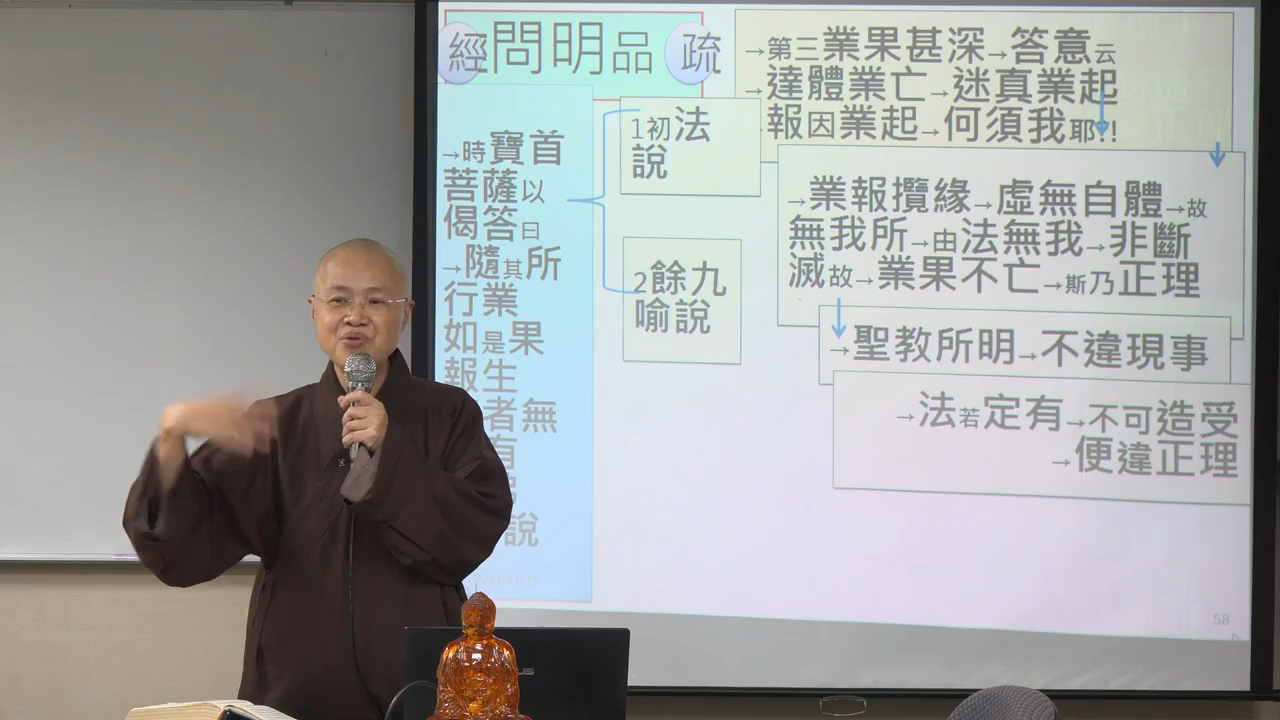 經問明品 疏
→時寶首
菩薩以
偈答曰
→隨其所
行業
如是果
報生
者無
有
說
1初法
說
2餘九
喻說
→第三業果甚深→答意云
→達體業亡→迷真業起
報因業起→何須我耶!!
→業報攬緣→虛無自體→故
無我所→由法無我→非斷
滅故→業果不亡→斯乃正理
→聖教所明→不違現事
→法若定有→不可造受
→便違正理
58